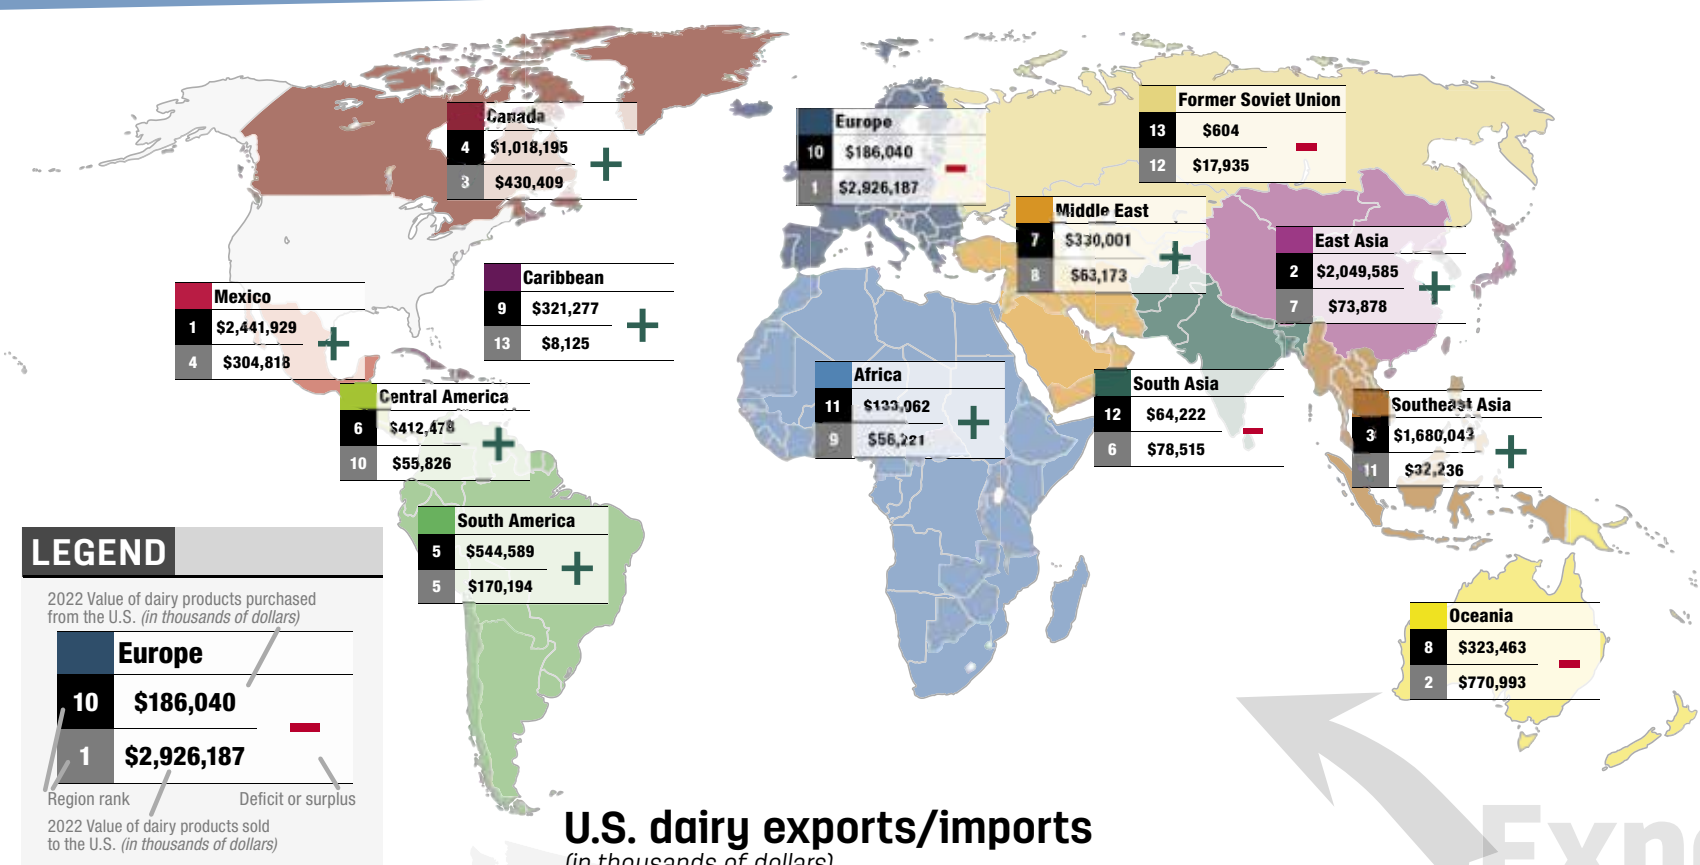 Canada
4 $1,018,195
3 $430,409
Europe
10 $186,040
1 $2,926,187
Former Soviet Union
13 $604
12 $17,935
Middle East
7 $330,001
8 $63,173
East Asia
2 $2,049,585
7 $73,878
Mexico
1 $2,441,929
4 $304,818
Caribbean
9 $321,277
13 $8,125
Central America
6 $412,478
10 $55,826
Africa
11 $133,062
9 $56,221
South Asia
12 $64,222
6 $78,515
Southeast Asia
3 $1,680,043
11 $32,236
South America
5 $544,589
5 $170,194
Oceania
8 $323,463
2 $770,993
LEGEND
2022 Value of dairy products purchased
from the U.S. (in thousands of dollars)
Europe
10 $186,040
1 $2,926,187
Region rank Deficit or surplus
2022 Value of dairy products sold
to the U.S. (in thousands of dollars)
U.S. dairy exports/imports
(in thousands of dollars)